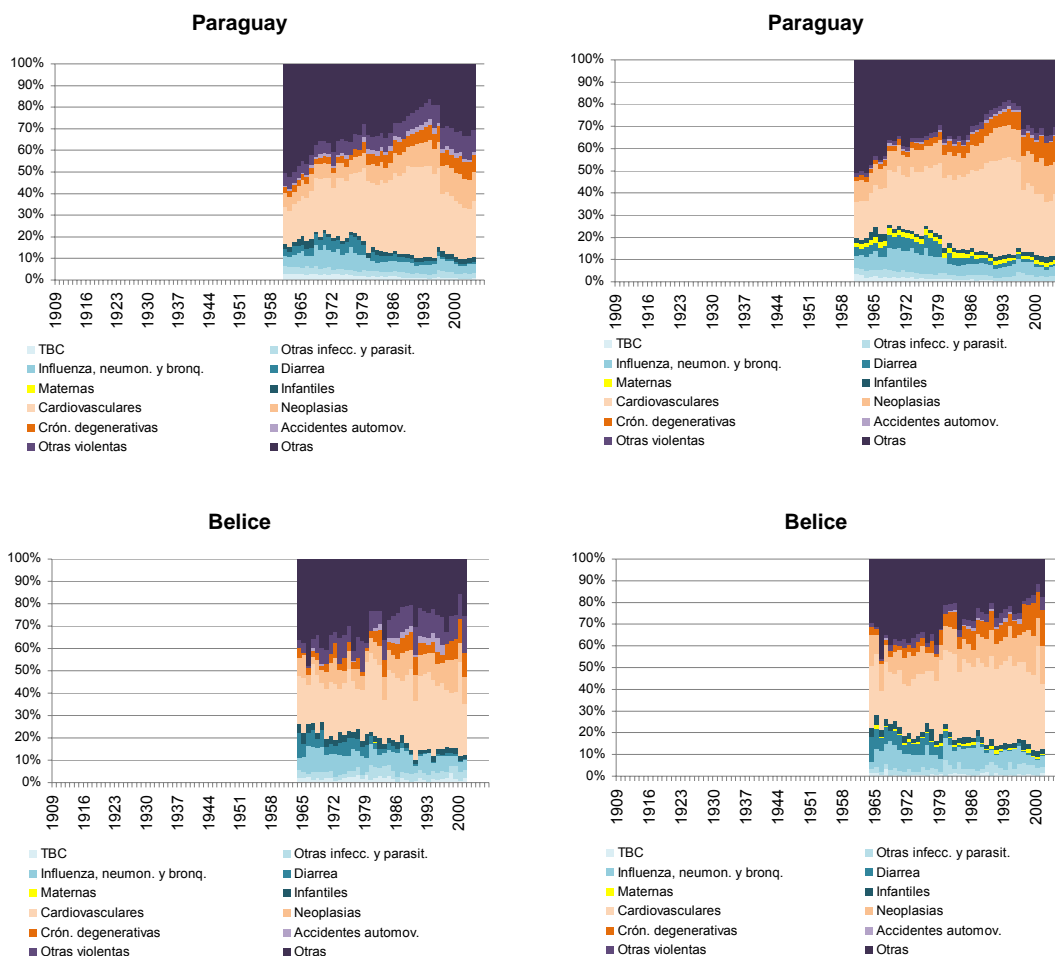 Paraguay
100%
90%
80%
70%
60%
50%
40%
30%
20%
10%
0%
1909
1916
1923
1930
1937
1944
1951
1958
1965
1972
1979
1986
1993
2000
TBC
Otras infecc. y parasit.
Influenza, neumon. y bronq.
Diarrea
Maternas
Infantiles
Cardiovasculares
Neoplasias
Crón. degenerativas
Accidentes automov.
Otras violentas
Otras
Paraguay
100%
90%
80%
70%
60%
50%
40%
30%
20%
10%
0%
1909
1916
1923
1930
1937
1944
1951
1958
1965
1972
1979
1986
1993
2000
TBC
Otras infecc. y parasit.
Influenza, neumon. y bronq.
Diarrea
Maternas
Infantiles
Cardiovasculares
Neoplasias
Crón. degenerativas
Accidentes automov.
Otras violentas
Otras
Belice
100%
90%
80%
70%
60%
50%
40%
30%
20%
10%
0%
1909
1916
1923
1930
1937
1944
1951
1958
1965
1972
1979
1986
1993
2000
TBC
Otras infecc. y parasit.
Influenza, neumon. y bronq.
Diarrea
Maternas
Infantiles
Cardiovasculares
Neoplasias
Crón. degenerativas
Accidentes automov.
Otras violentas
Otras
Belice
100%
90%
80%
70%
60%
50%
40%
30%
20%
10%
0%
1909
1916
1923
1930
1937
1944
1951
1958
1965
1972
1979
1986
1993
2000
TBC
Otras infecc. y parasit.
Influenza, neumon. y bronq.
Diarrea
Maternas
Infantiles
Cardiovasculares
Neoplasias
Crón. degenerativas
Accidentes automov.
Otras violentas
Otras